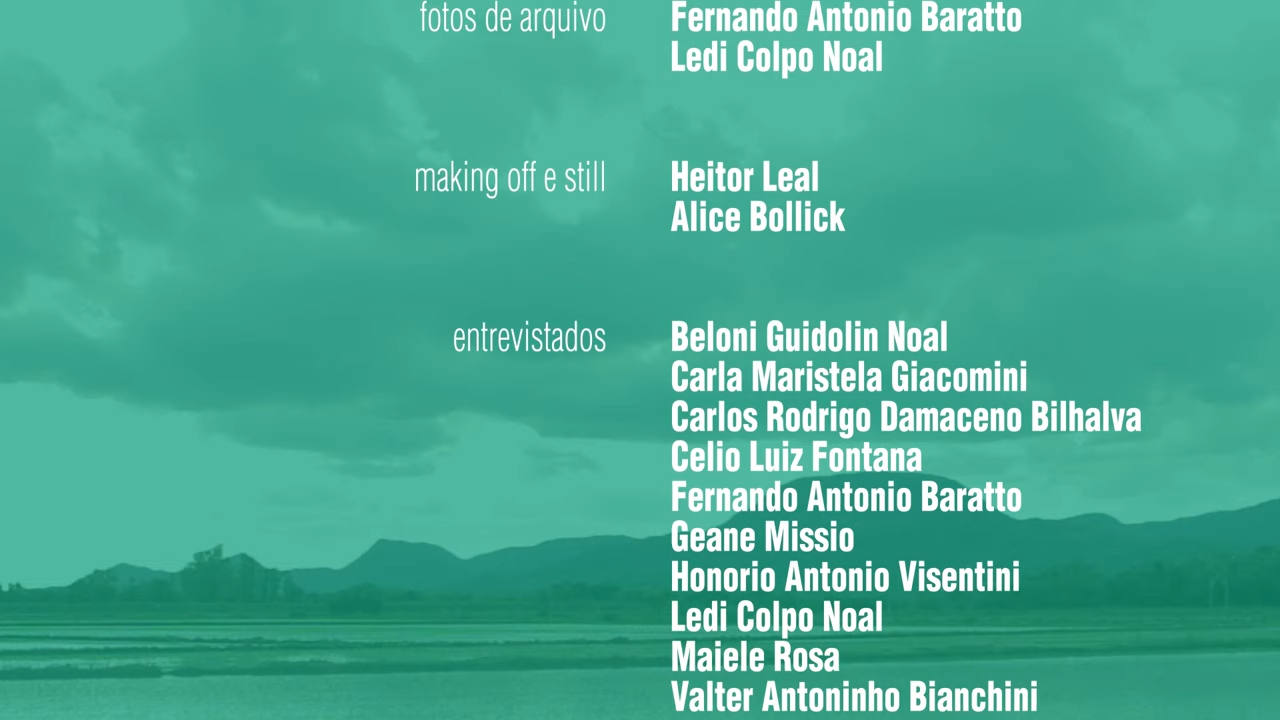 fotos de arquivo Fernando Antonio Baratto
Ledi Colpo Noal
making off e still Heitor Leal
Alice Bollick
entrevistados Beloni Guidolin Noal
Carla Maristela Giacomini
Carlos Rodrigo Damaceno Bilhalva
Celio Luiz Fontana
Fernando Antonio Baratto
Geane Missio
Honorio Antonio Visentini
Ledi Colpo Noal
Maiele Rosa
Valter Antoninho Bianchini